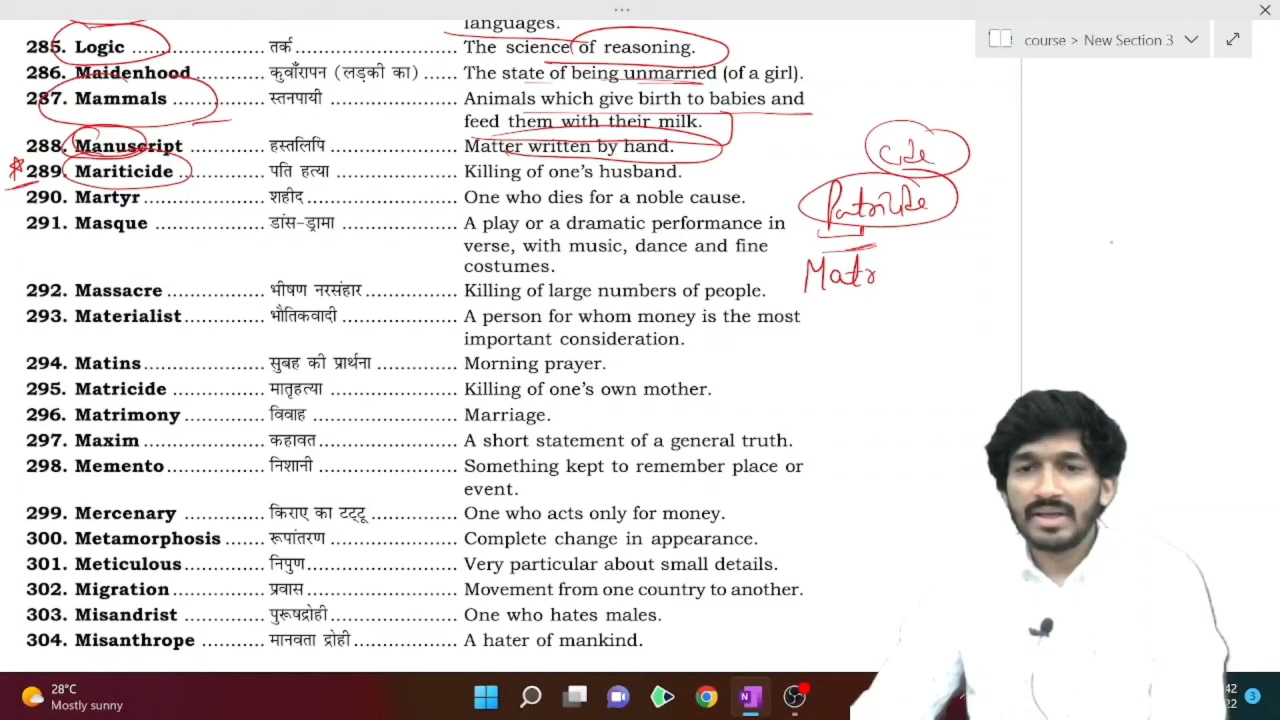 languages.
285. Logic .................... तर्क............................... The science of reasoning.
286. Maidenhood ........... कुवाँरापन (लड़की का) ...... The state of being unmarried (of a girl).
287. Mammals ............... स्तनपायी ....................... Animals which give birth to babies and
feed them with their milk.
288. Manuscript ............ हस्तलिपि ....................... Matter written by hand.
289. Mariticide .............. पति हत्या ....................... Killing of one's husband.
290. Martyr ................... शहीद ............................ One who dies for a noble cause.
291. Masque ................. डांस-ड्रामा ..................... A play or a dramatic performance in
verse, with music, dance and fine
costumes.
292. Massacre ............... भीषण नरसंहार ................. Killing of large numbers of people.
293. Materialist ............. भौतिकवादी ..................... A person for whom money is the most
important consideration.
294. Matins ................... सुबह की प्रार्थना .............. Morning prayer.
295. Matricide ............... मातृहत्या ....................... Killing of one's own mother.
296. Matrimony ............. विवाह ........................... Marriage.
297. Maxim ................... कहावत .......................... A short statement of a general truth.
298. Memento ............... निशानी ......................... Something kept to remember place or
event.
299. Mercenary ............. किराए का टट्टू ................ One who acts only for money.
300. Metamorphosis ...... रूपांतरण ....................... Complete change in appearance.
301. Meticulous ............ निपुण ........................... Very particular about small details.
302. Migration .............. प्रवास ........................... Movement from one country to another.
303. Misandrist ............. पुरूषद्रोही ...................... One who hates males.
304. Misanthrope .......... मानवता द्रोही .................. A hater of mankind.
course > New Section 3
cide
Patricide
Matr
28°C
Mostly sunny
42
22
3